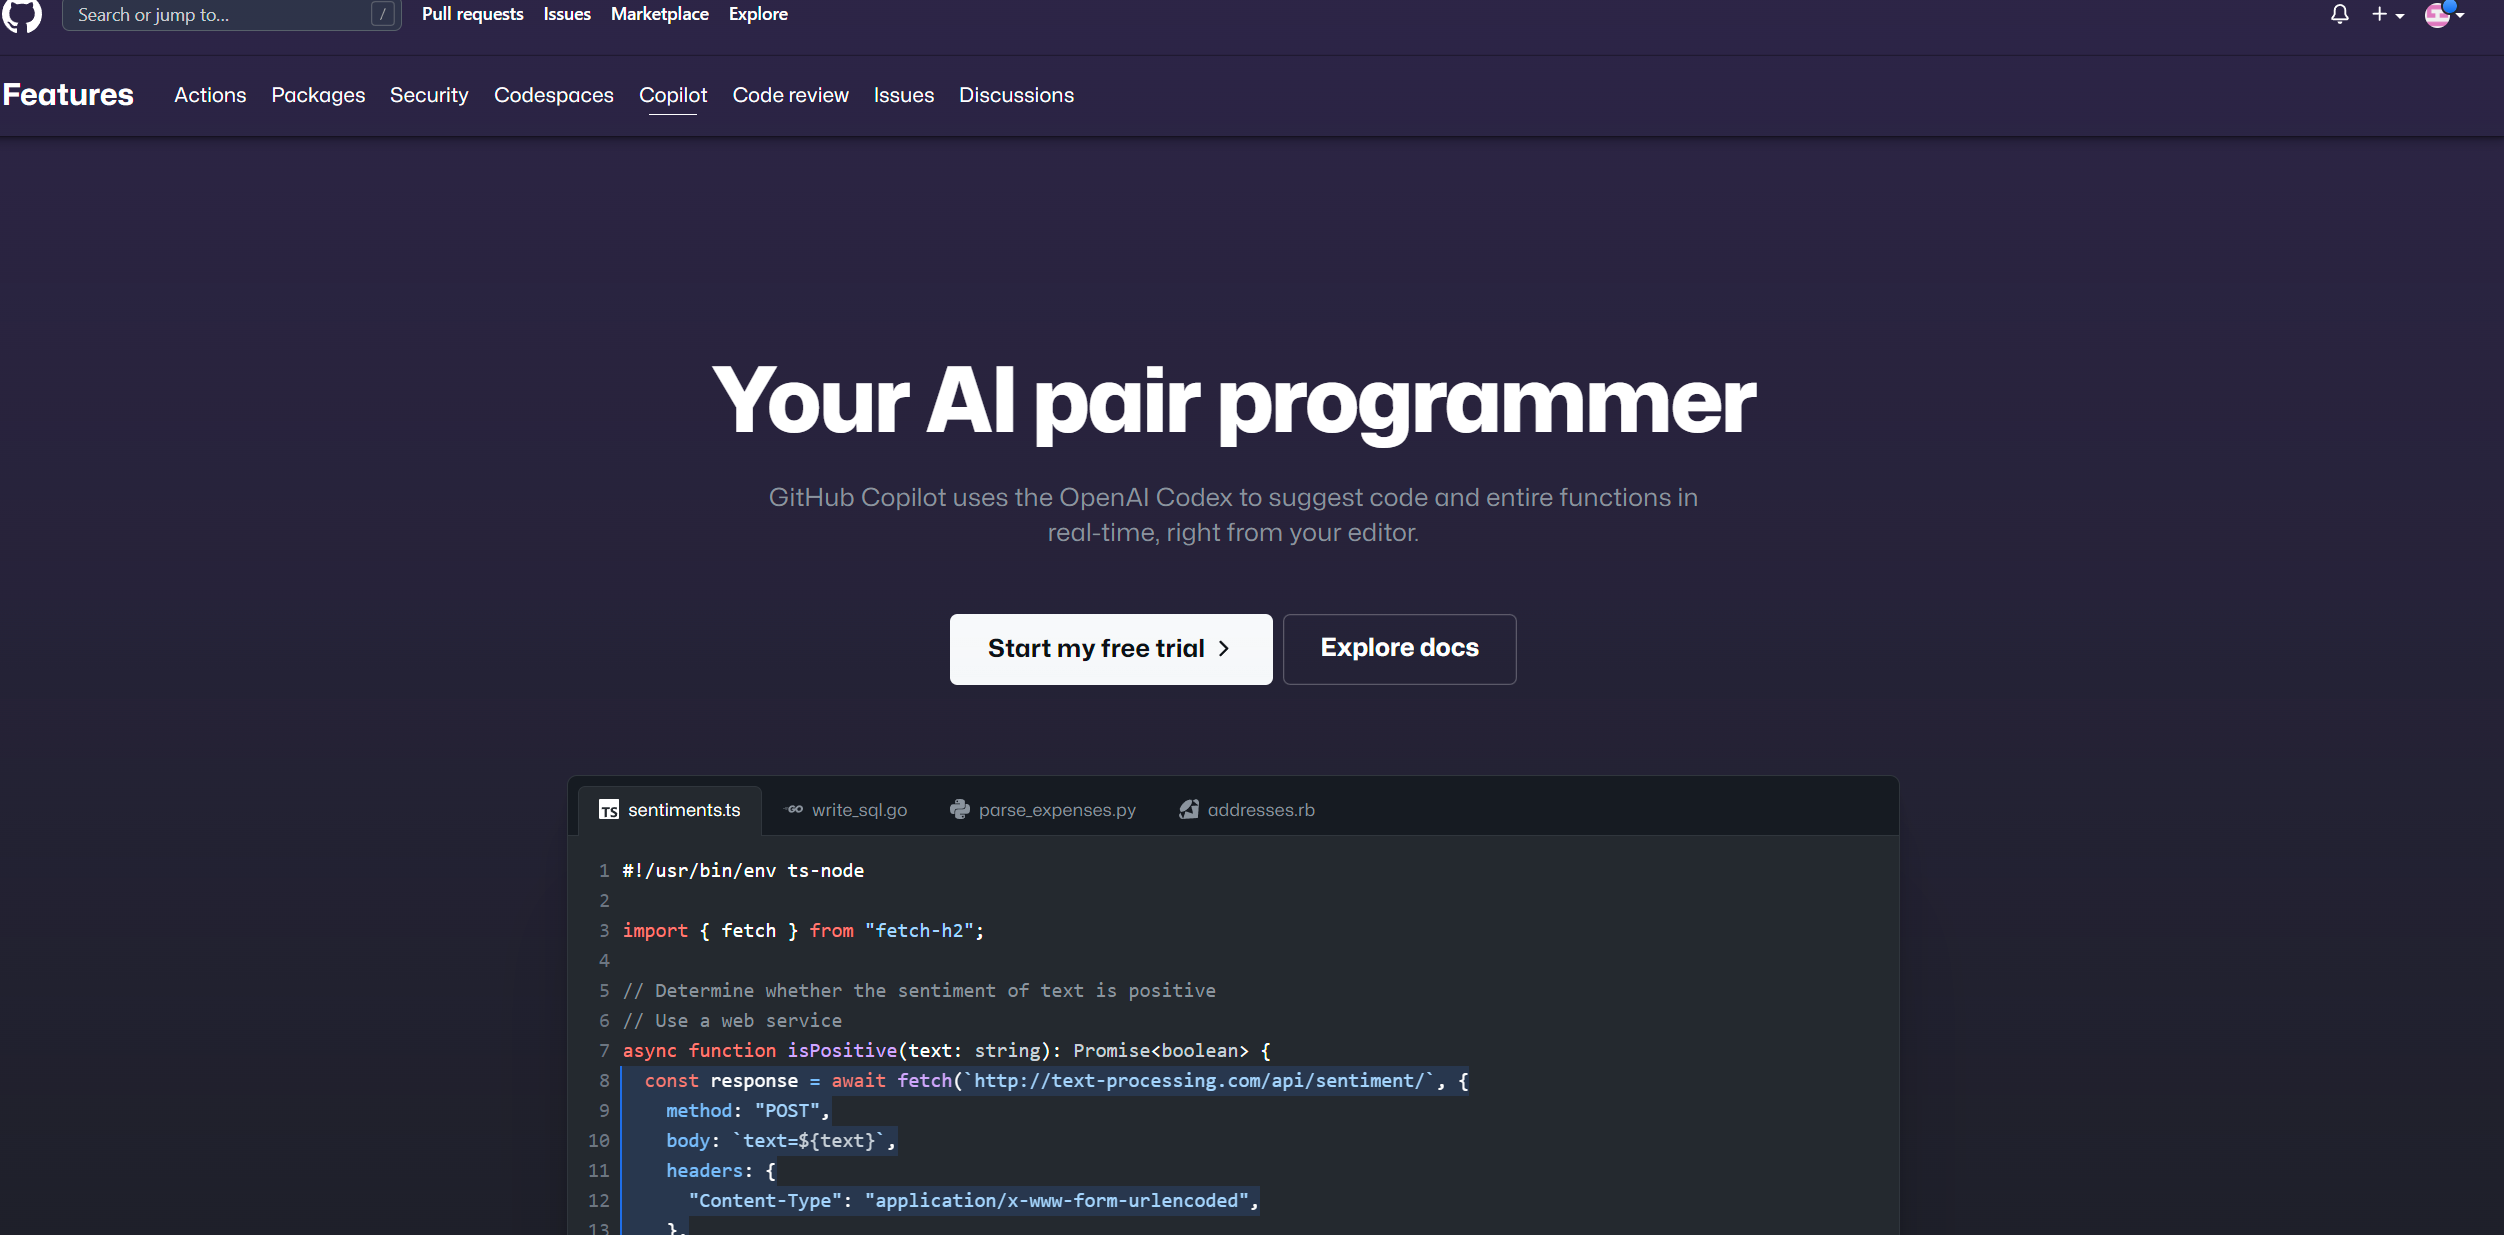 Search or jump to... /
Pull requests Issues Marketplace Explore
Features Actions Packages Security Codespaces Copilot Code review Issues Discussions
Your AI pair programmer
GitHub Copilot uses the OpenAI Codex to suggest code and entire functions in
real-time, right from your editor.
Start my free trial
Explore docs
TS sentiments.ts GO write_sql.go parse_expenses.py addresses.rb
1 #!/usr/bin/env ts-node
2
3 import { fetch } from "fetch-h2";
4
5 // Determine whether the sentiment of text is positive
6 // Use a web service
7 async function isPositive(text: string): Promise<boolean> {
8 const response = await fetch(`http://text-processing.com/api/sentiment/`, {
9 method: "POST",
10 body: `text=${text}`,
11 headers: {
12 "Content-Type": "application/x-www-form-urlencoded",
13 },